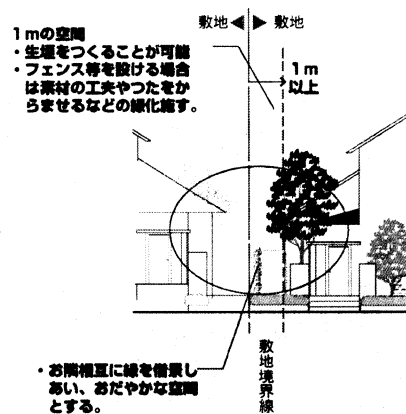 敷地 敷地
1mの空間
・生垣をつくることが可能
・フェンス等を設ける場合
は素材の工夫やつたをか
らませるなどの緑化施す。
1m
以上
・お隣相互に緑を借景し
あい、おだやかな空間
とする。
敷地境界線